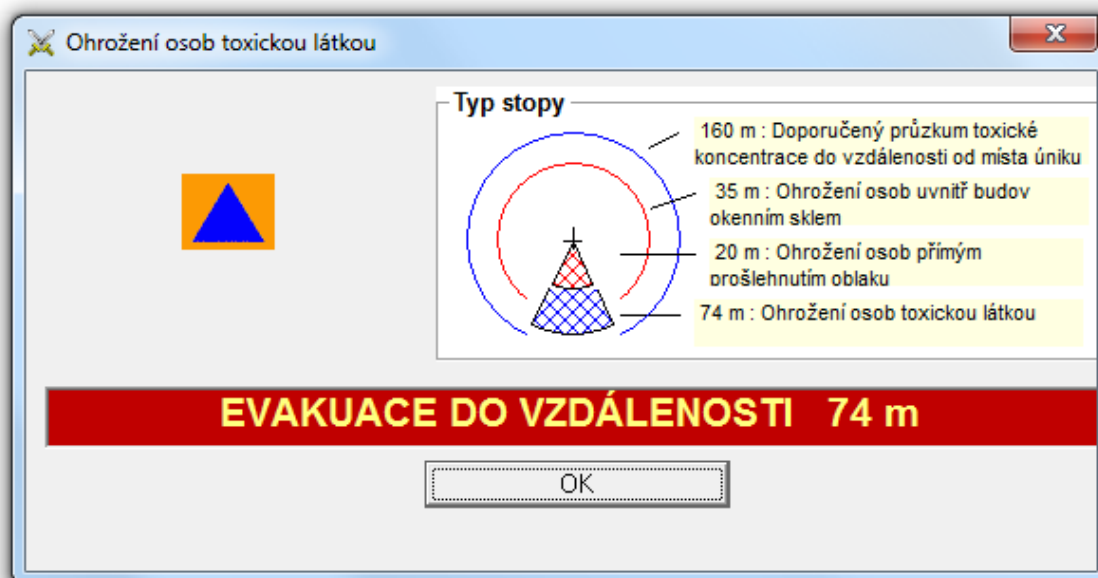 Ohrožení osob toxickou látkou
Typ stopy
160 m : Doporučený průzkum toxické
koncentrace do vzdálenosti od místa úniku
35 m : Ohrožení osob uvnitř budov
okenním sklem
20 m : Ohrožení osob přímým
prošlehnutím oblaku
74 m : Ohrožení osob toxickou látkou
EVAKUACE DO VZDÁLENOSTI 74 m
OK